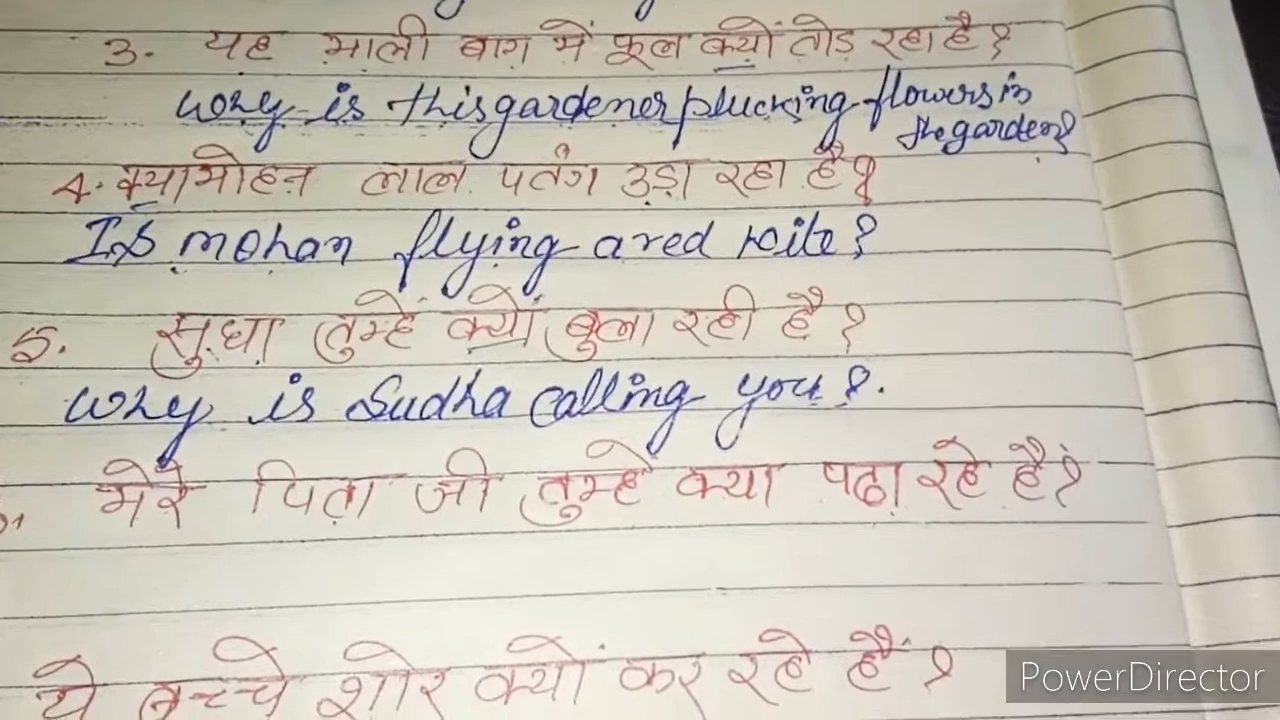 3. यह माली बाग़ में फूल क्यों तोड़ रहा है?
Why is this gardener plucking flowers in
the garden?
4. क्या मोहन लाल पतंग उड़ा रहा है?
Is mohan flying a red kite?
5. सुधा तुम्हें क्यों बुला रही है?
Why is Sudha calling you?.
मेरे पिता जी तुम्हे क्या पढा रहे है?
ये बच्चे शोर क्यों कर रहे हैं?
PowerDirector